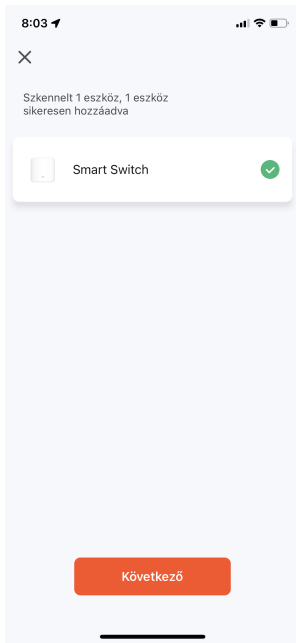 8:03
Szkennelt 1 eszköz, 1 eszköz
sikeresen hozzáadva
Smart Switch
Következő